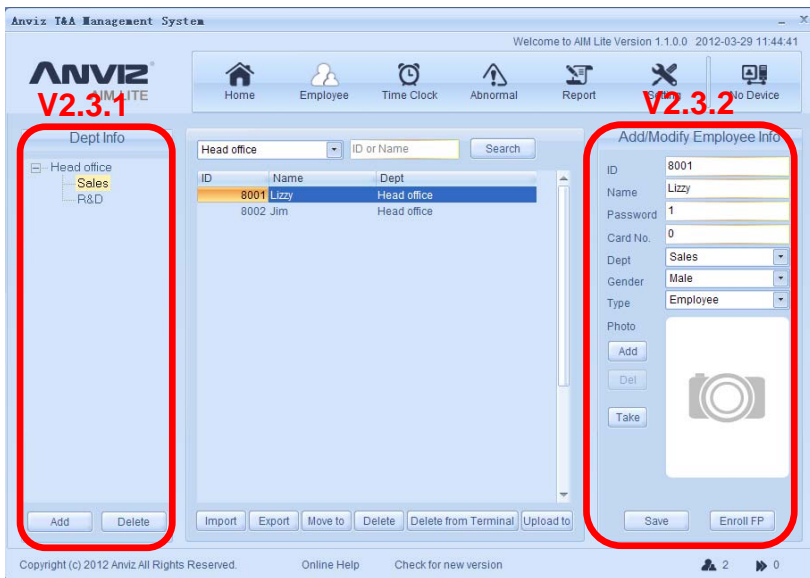 Anviz T&A Management System
Welcome to AIM Lite Version 1.1.0.0 2012-03-29 11:44:41
ANVIZ
AIM LITE
Home Employee Time Clock Abnormal Report Setting No Device
V2.3.1
V2.3.2
Dept Info
Head office
Sales
R&D
Add Delete
Head office ID or Name Search
ID Name Dept
8001 Lizzy Head office
8002 Jim Head office
Import Export Move to Delete Delete from Terminal Upload to
Add/Modify Employee Info
ID 8001
Name Lizzy
Password 1
Card No. 0
Dept Sales
Gender Male
Type Employee
Photo
Add
Del
Take
Save Enroll FP
Copyright (c) 2012 Anviz All Rights Reserved. Online Help Check for new version 2 0